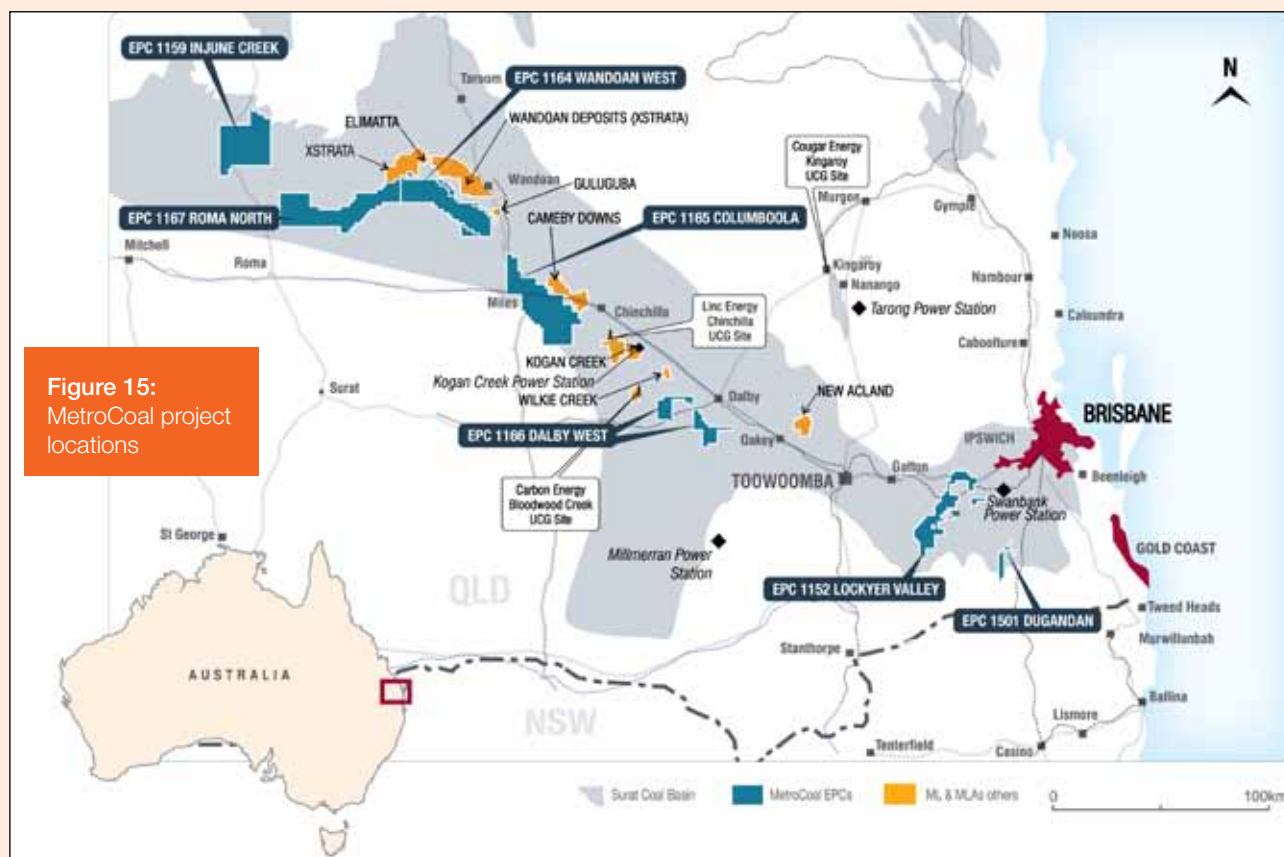 EPC 1159 INJUNE CREEK
Taroom
EPC 1164 WANDOAN WEST
N
ELIMATTA
WANDOAN DEPOSITS (XSTRATA)
XSTRATA
Cougar Energy
Kingaroy
UCG Site
Wandoan
GULUGUBA
Murgon
Gympie
EPC 1167 ROMA NORTH
CAMEBY DOWNS
EPC 1165 COLUMBOOLA
Noosa
Mitchell
Roma
Kingaroy
Nambour
Nanango
Miles
Chinchilla
Linc Energy
Chinchilla
UCG Site
Tarong Power Station
Caloundra
Caboolture
KOGAN CREEK
Kogan Creek Power Station
WILKIE CREEK
Figure 15:
MetroCoal project
locations
Surat
Dalby
NEW ACLAND
BRISBANE
EPC 1166 DALBY WEST
Oakey
IPSWICH
TOOWOOMBA
Gatton
Beenleigh
Carbon Energy
Bloodwood Creek
UCG Site
Swanbank
Power Station
St George
Millmerran Power
Station
GOLD COAST
QLD
EPC 1152 LOCKYER VALLEY
EPC 1501 DUGANDAN
Tweed Heads
Murwillumbah
Stanthorpe
AUSTRALIA
NSW
Ballina
Lismore
Tenterfield
Casino
Surat Coal Basin
MetroCoal EPCs
ML & MLAs others
0
100km